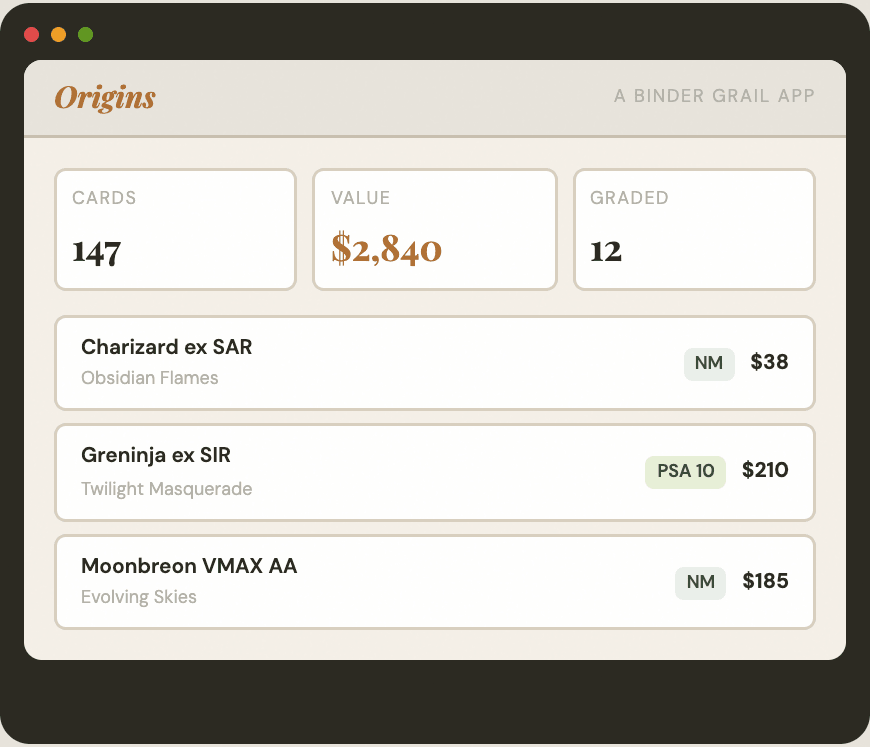 Origins
A BINDER GRAIL APP
CARDS
147
VALUE
$2,840
GRADED
12
Charizard ex SAR
Obsidian Flames
NM
$38
Greninja ex SIR
Twilight Masquerade
PSA 10
$210
Moonbreon VMAX AA
Evolving Skies
NM
$185